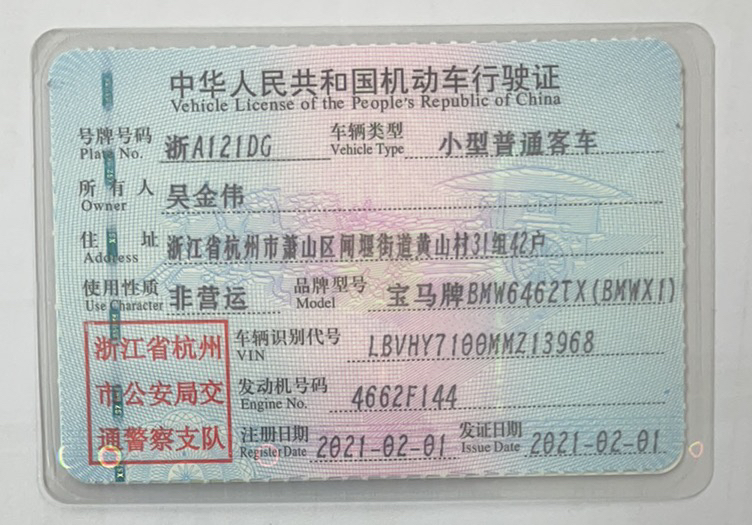 中华人民共和国机动车行驶证
Vehicle License of the People's Republic of China
号牌号码 浙A121DG 车辆类型 小型普通客车
Plate No. Vehicle Type
所有人 吴金伟
Owner
住址 浙江省杭州市萧山区闻堰街道黄山村31组42户
Address
使用性质 非营运 品牌型号 宝马牌BMW6462TX(BMWX1)
Use Character Model
浙江省杭州
市公安局交
通警察支队
车辆识别代号 LBVHY7100MMZ13968
VIN
发动机号码 4662F144
Engine No.
注册日期 2021-02-01 发证日期 2021-02-01
Register Date Issue Date